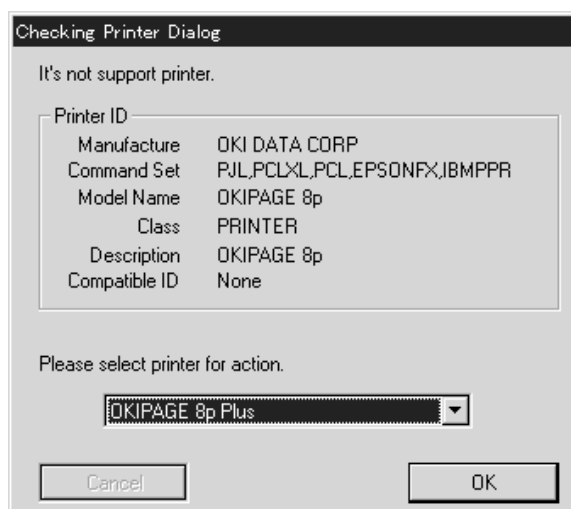 Checking Printer Dialog
It's not support printer.
Printer ID
Manufacture OKI DATA CORP
Command Set PJL,PCLXL,PCL,EPSONFX,IBMPPR
Model Name OKIPAGE 8p
Class PRINTER
Description OKIPAGE 8p
Compatible ID None
Please select printer for action.
OKIPAGE 8p Plus
Cancel OK